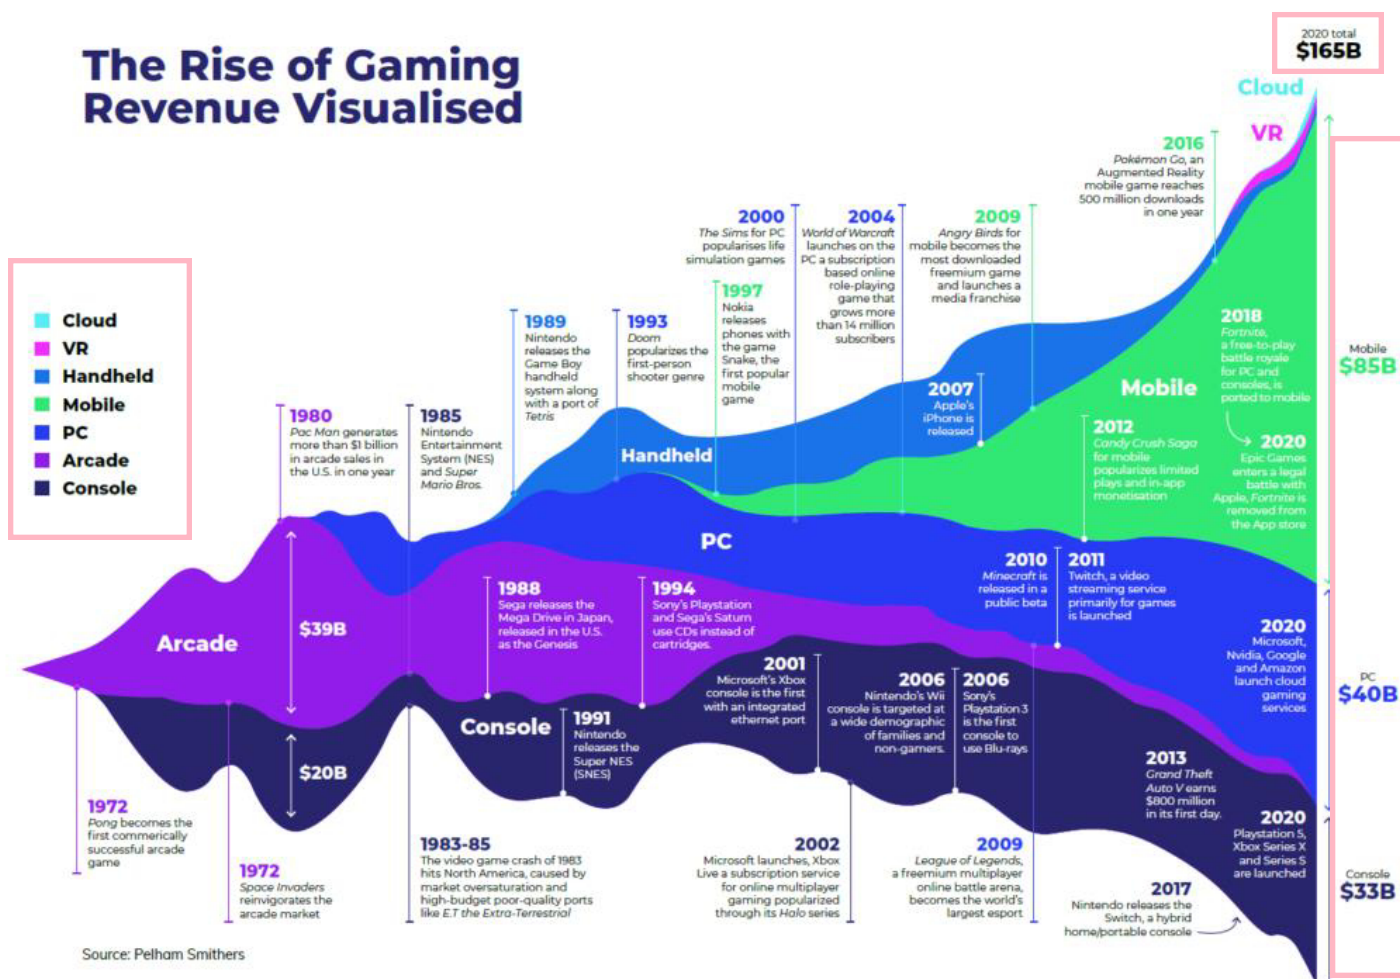 The Rise of Gaming
Revenue Visualised
2020 total
$165B
Cloud
VR
Handheld
Mobile
PC
Arcade
Console
Cloud
VR
2016
Pokémon Go, an
Augmented Reality
mobile game reaches
500 million downloads
in one year
2000
The Sims for PC
popularises life
simulation games
2004
World of Warcraft
launches on the
PC a subscription
based online
role-playing
game that
grows more
than 14 million
subscribers
2009
Angry Birds for
mobile becomes the
most downloaded
freemium game
and launches a
media franchise
1997
Nokia
releases
phones with
the game
Snake, the
first popular
mobile
game
1989
Nintendo
releases the
Game Boy
handheld
system along
with a port of
Tetris
1993
Doom
popularizes the
first-person
shooter genre
1980
Pac Man generates
more than $1 billion
in arcade sales in
the U.S. in one year
1985
Nintendo
Entertainment
System (NES)
and Super
Mario Bros.
2007
Apple's
iPhone is
released
Mobile
2018
Fortnite,
a free-to-play
battle royale
for PC and
consoles, is
ported to mobile
Mobile
$85B
2012
Candy Crush Saga
for mobile
popularizes limited
plays and in-app
monetisation
2020
Epic Games
enters a legal
battle with
Apple, Fortnite is
removed from
the App store
Handheld
PC
2010
Minecraft is
released in a
public beta
2011
Twitch, a video
streaming service
primarily for games
is launched
Arcade
$39B
1988
Sega releases the
Mega Drive in Japan,
released in the U.S.
as the Genesis
1994
Sony's Playstation
and Sega's Saturn
use CDs instead of
cartridges.
2020
Microsoft,
Nvidia, Google
and Amazon
launch cloud
gaming
services
PC
$40B
2001
Microsoft's Xbox
console is the first
with an integrated
ethernet port
2006
Nintendo's Wii
console is targeted at
a wide demographic
of families and
non-gamers.
2006
Sony's
Playstation 3
is the first
console to
use Blu-rays
Console
1991
Nintendo
releases the
Super NES
(SNES)
$20B
2013
Grand Theft
Auto V earns
$800 million
in its first day.
2020
Playstation 5,
Xbox Series X
and Series S
are launched
Console
$33B
1972
Pong becomes the
first commerically
successful arcade
game
1972
Space Invaders
reinvigorates the
arcade market
1983-85
The video game crash of 1983
hits North America, caused by
market oversaturation and
high-budget poor-quality ports
like E.T the Extra-Terrestrial
2002
Microsoft launches, Xbox
Live a subscription service
for online multiplayer
gaming popularized
through its Halo series
2009
League of Legends,
a freemium multiplayer
online battle arena,
becomes the world's
largest esport
2017
Nintendo releases the
Switch, a hybrid
home/portable console
Source: Pelham Smithers